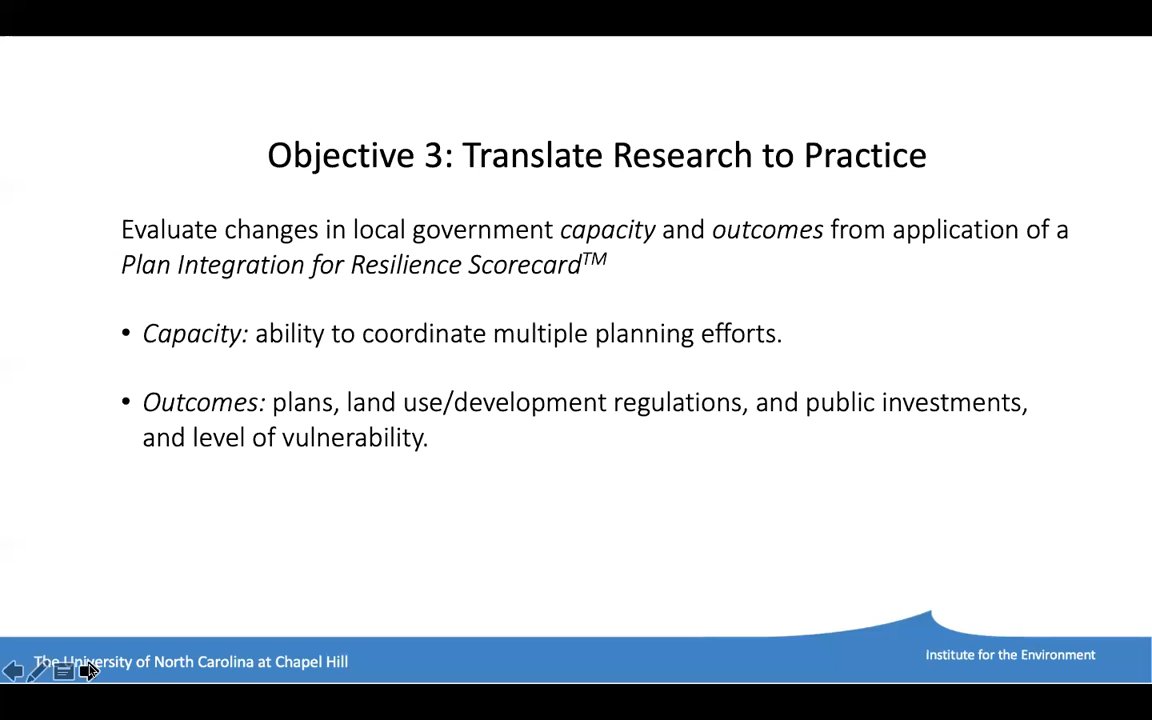 Objective 3: Translate Research to Practice
Evaluate changes in local government capacity and outcomes from application of a
Plan Integration for Resilience Scorecard™
• Capacity: ability to coordinate multiple planning efforts.
• Outcomes: plans, land use/development regulations, and public investments,
and level of vulnerability.
The University of North Carolina at Chapel Hill
Institute for the Environment